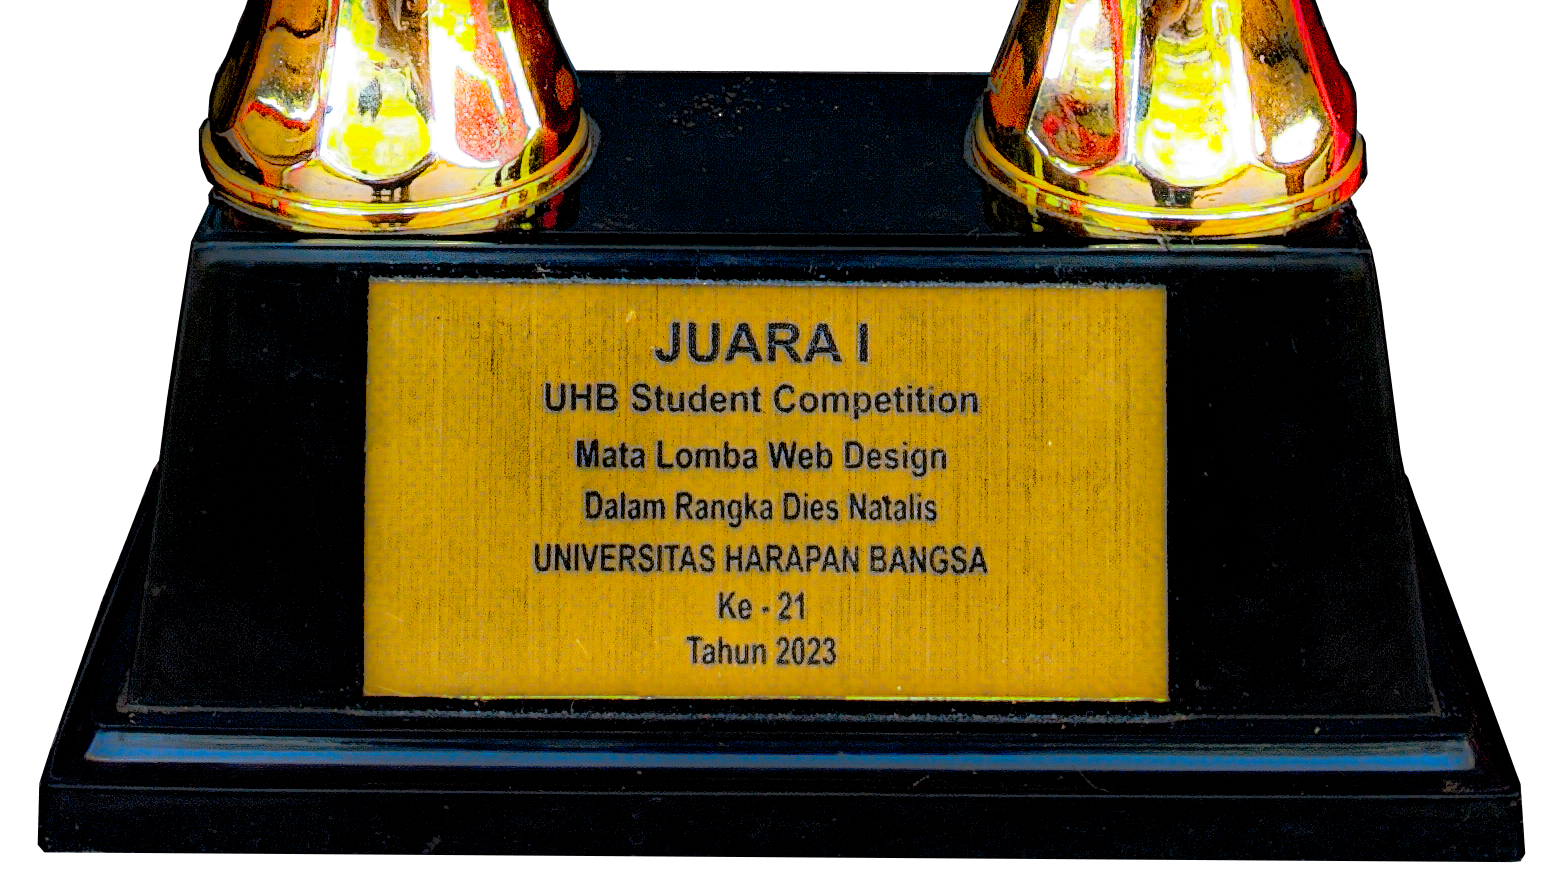 JUARA I
UHB Student Competition
Mata Lomba Web Design
Dalam Rangka Dies Natalis
UNIVERSITAS HARAPAN BANGSA
Ke - 21
Tahun 2023